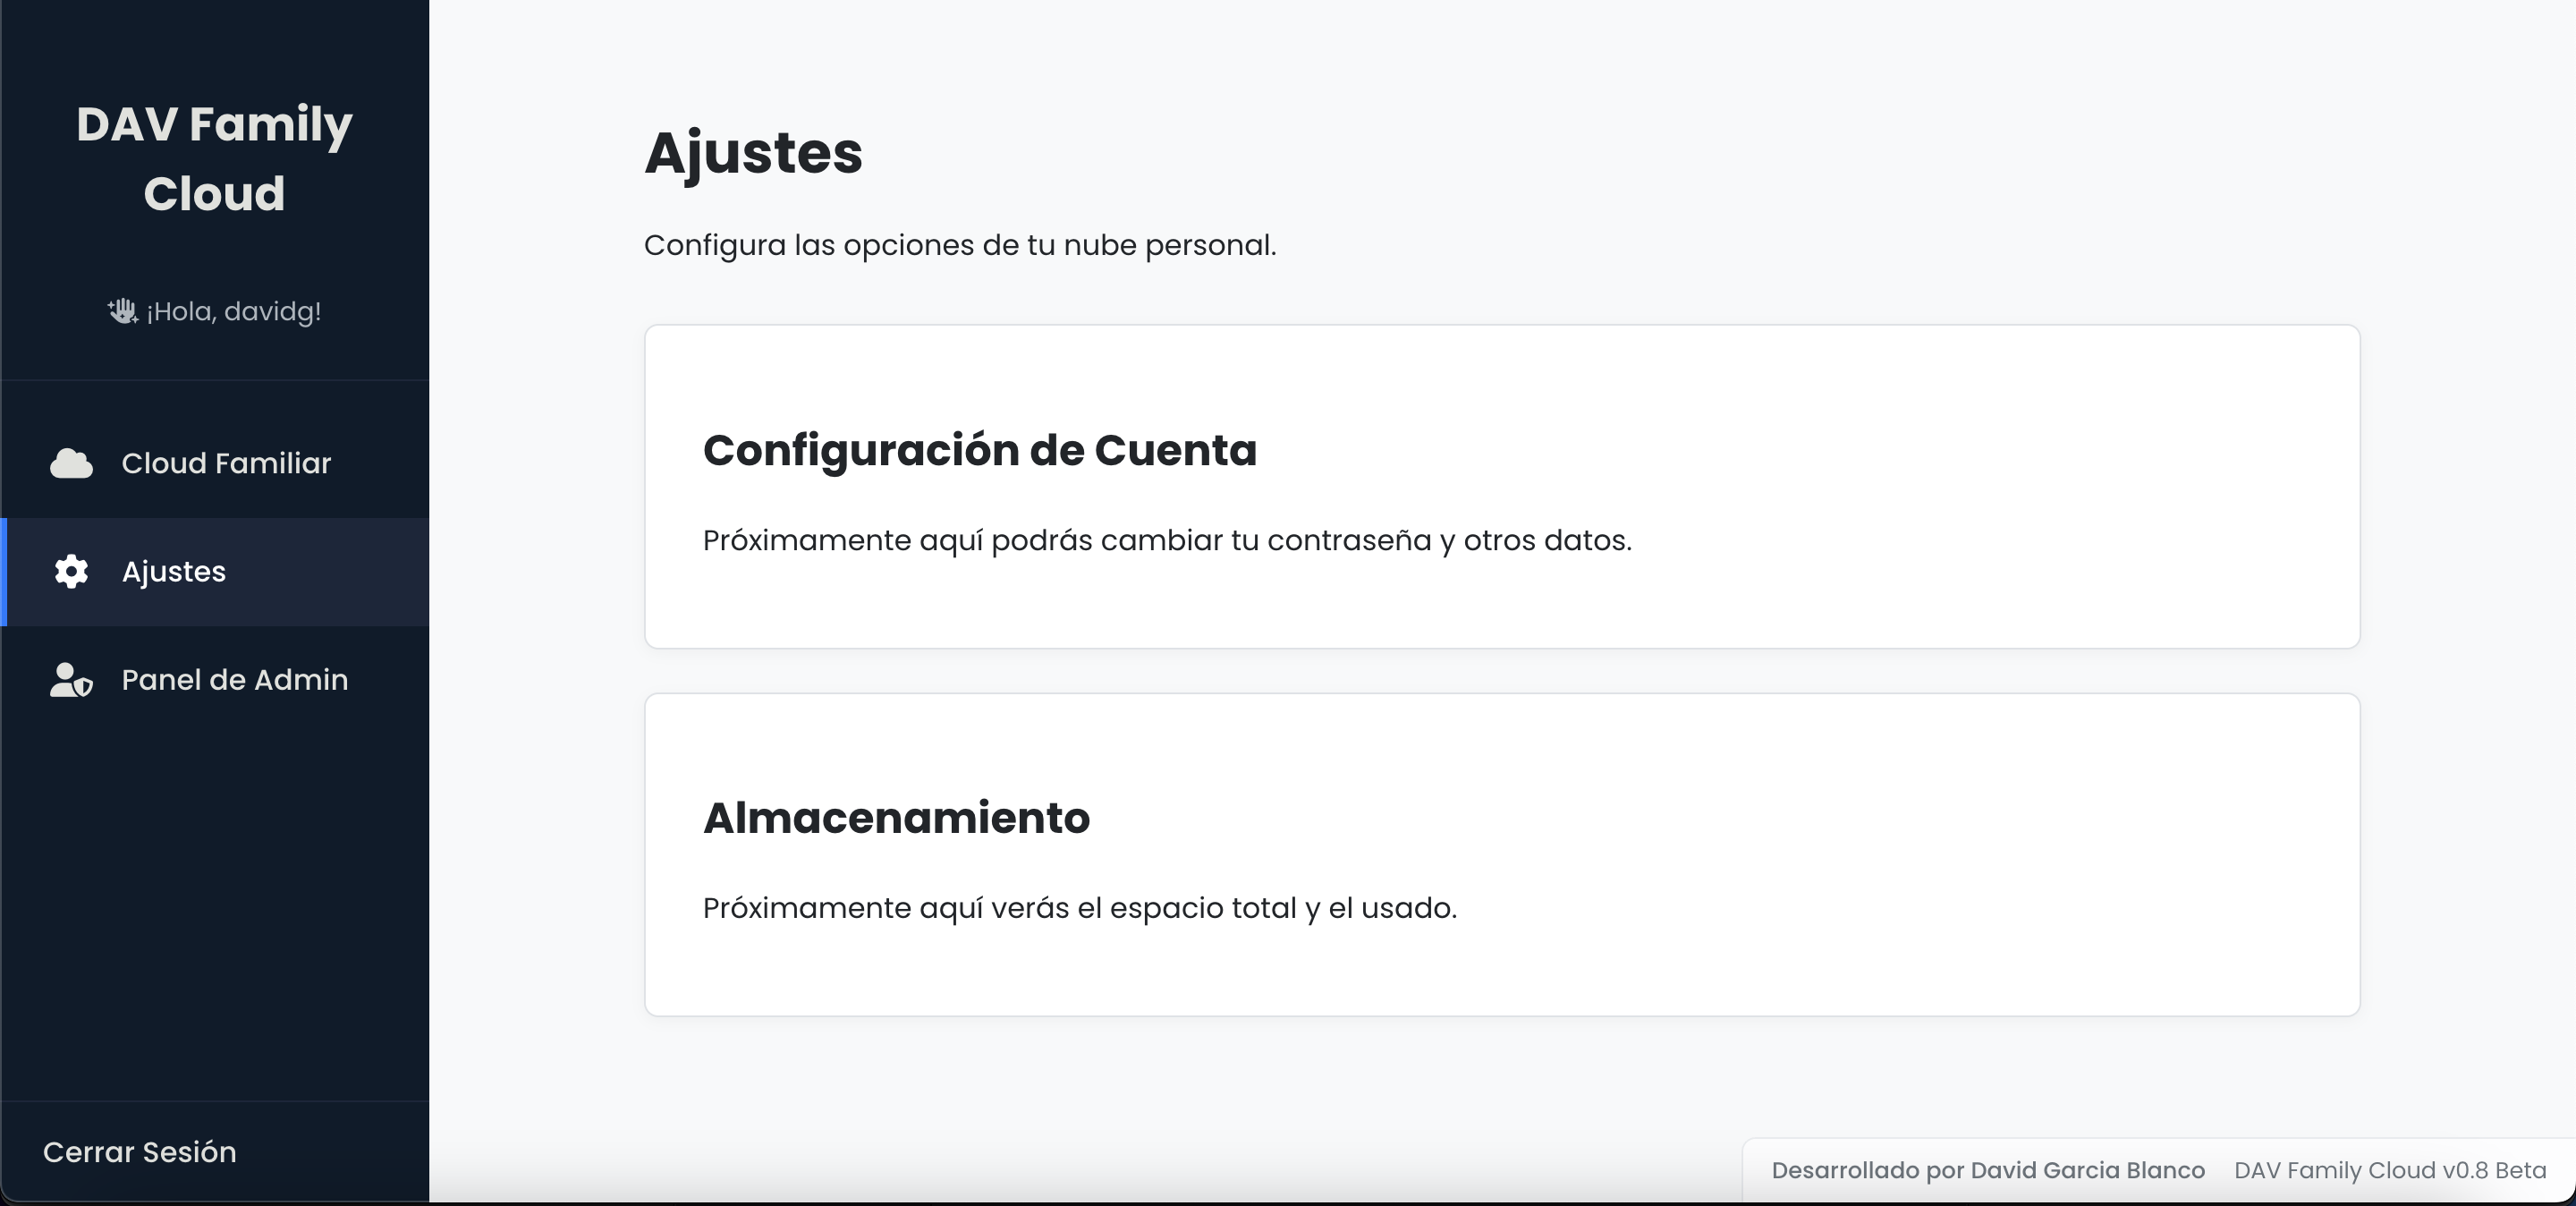 DAV Family
Cloud
¡Hola, davidg!
Cloud Familiar
Ajustes
Panel de Admin
Cerrar Sesión
Ajustes
Configura las opciones de tu nube personal.
Configuración de Cuenta
Próximamente aquí podrás cambiar tu contraseña y otros datos.
Almacenamiento
Próximamente aquí verás el espacio total y el usado.
Desarrollado por David Garcia Blanco DAV Family Cloud v0.8 Beta